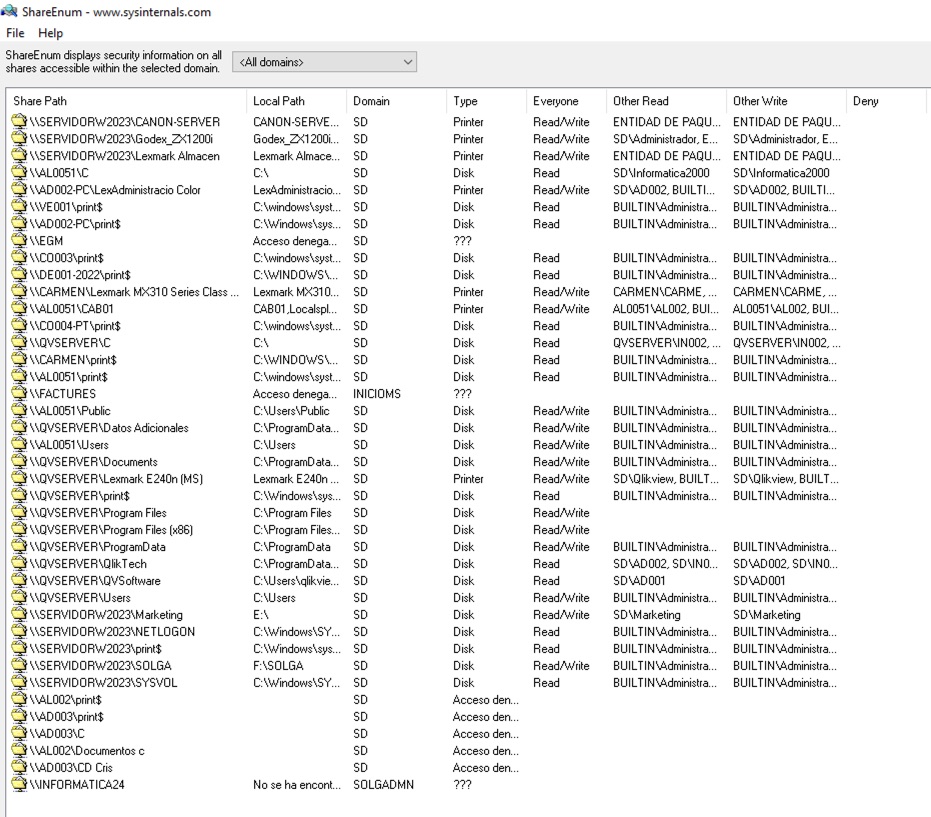 ShareEnum - www.sysinternals.com
File Help
ShareEnum displays security information on all shares accessible within the selected domain. <All domains>
Share Path Local Path Domain Type Everyone Other Read Other Write Deny
\\SERVIDORW2023\CANON-SERVER CANON-SERVE... SD Printer Read/Write ENTIDAD DE PAQU... ENTIDAD DE PAQU...
\\SERVIDORW2023\Godex_ZX1200i Godex_ZX1200i... SD Printer Read/Write SD\Administrador, E... SD\Administrador, E...
\\SERVIDORW2023\Lexmark Almacen Lexmark Almace... SD Printer Read/Write ENTIDAD DE PAQU... ENTIDAD DE PAQU...
\\AL0051\C C:\ SD Disk Read SD\Informatica2000 SD\Informatica2000
\\AD002-PC\LexAdministracio Color LexAdministracio... SD Printer Read/Write SD\AD002, BUILTI... SD\AD002, BUILTI...
\\VE001\print$ C:\windows\syst... SD Disk Read BUILTIN\Administra... BUILTIN\Administra...
\\AD002-PC\print$ C:\Windows\sys... SD Disk Read BUILTIN\Administra... BUILTIN\Administra...
\\EGM Acceso denega... SD ???
\\CO003\print$ C:\windows\syst... SD Disk Read BUILTIN\Administra... BUILTIN\Administra...
\\DE001-2022\print$ C:\WINDOWS\... SD Disk Read BUILTIN\Administra... BUILTIN\Administra...
\\CARMEN\Lexmark MX310 Series Class ... Lexmark MX310... SD Printer Read/Write CARMEN\CARME, ... CARMEN\CARME, ...
\\AL0051\CAB01 CAB01,Localspl... SD Printer Read/Write AL0051\AL002, BUI... AL0051\AL002, BUI...
\\CO004-PT\print$ C:\windows\syst... SD Disk Read BUILTIN\Administra... BUILTIN\Administra...
\\QVSERVER\C C:\ SD Disk Read QVSERVER\IN002, ... QVSERVER\IN002, ...
\\CARMEN\print$ C:\WINDOWS\... SD Disk Read BUILTIN\Administra... BUILTIN\Administra...
\\AL0051\print$ C:\windows\syst... SD Disk Read BUILTIN\Administra... BUILTIN\Administra...
\\FACTURES Acceso denega... INICIOMS ???
\\AL0051\Public C:\Users\Public SD Disk Read/Write BUILTIN\Administra... BUILTIN\Administra...
\\QVSERVER\Datos Adicionales C:\ProgramData... SD Disk Read/Write BUILTIN\Administra... BUILTIN\Administra...
\\AL0051\Users C:\Users SD Disk Read/Write BUILTIN\Administra... BUILTIN\Administra...
\\QVSERVER\Documents C:\ProgramData... SD Disk Read/Write BUILTIN\Administra... BUILTIN\Administra...
\\QVSERVER\Lexmark E240n (MS) Lexmark E240n ... SD Printer Read/Write SD\Qlikview, BUILT... SD\Qlikview, BUILT...
\\QVSERVER\print$ C:\Windows\sys... SD Disk Read BUILTIN\Administra... BUILTIN\Administra...
\\QVSERVER\Program Files C:\Program Files SD Disk Read/Write
\\QVSERVER\Program Files (x86) C:\Program Files... SD Disk Read/Write
\\QVSERVER\ProgramData C:\ProgramData SD Disk Read/Write BUILTIN\Administra... BUILTIN\Administra...
\\QVSERVER\QlikTech C:\ProgramData... SD Disk Read SD\AD002, SD\IN0... SD\AD002, SD\IN0...
\\QVSERVER\QVSoftware C:\Users\qlikvie... SD Disk Read SD\AD001 SD\AD001
\\QVSERVER\Users C:\Users SD Disk Read/Write BUILTIN\Administra... BUILTIN\Administra...
\\SERVIDORW2023\Marketing E:\ SD Disk Read/Write SD\Marketing SD\Marketing
\\SERVIDORW2023\NETLOGON C:\Windows\SY... SD Disk Read BUILTIN\Administra... BUILTIN\Administra...
\\SERVIDORW2023\print$ C:\Windows\sys... SD Disk Read BUILTIN\Administra... BUILTIN\Administra...
\\SERVIDORW2023\SOLGA F:\SOLGA SD Disk Read/Write BUILTIN\Administra... BUILTIN\Administra...
\\SERVIDORW2023\SYSVOL C:\Windows\SY... SD Disk Read BUILTIN\Administra... BUILTIN\Administra...
\\AL002\print$ SD Acceso den...
\\AD003\print$ SD Acceso den...
\\AD003\C SD Acceso den...
\\AL002\Documentos c SD Acceso den...
\\AD003\CD Cris SD Acceso den...
\\INFORMATICA24 No se ha encont... SOLGADMN ???